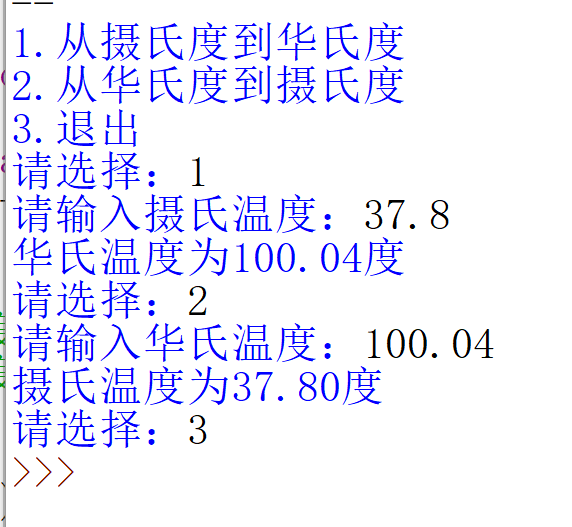 1.从摄氏度到华氏度
2.从华氏度到摄氏度
3.退出
请选择：1
请输入摄氏温度：37.8
华氏温度为100.04度
请选择：2
请输入华氏温度：100.04
摄氏温度为37.80度
请选择：3
>>>